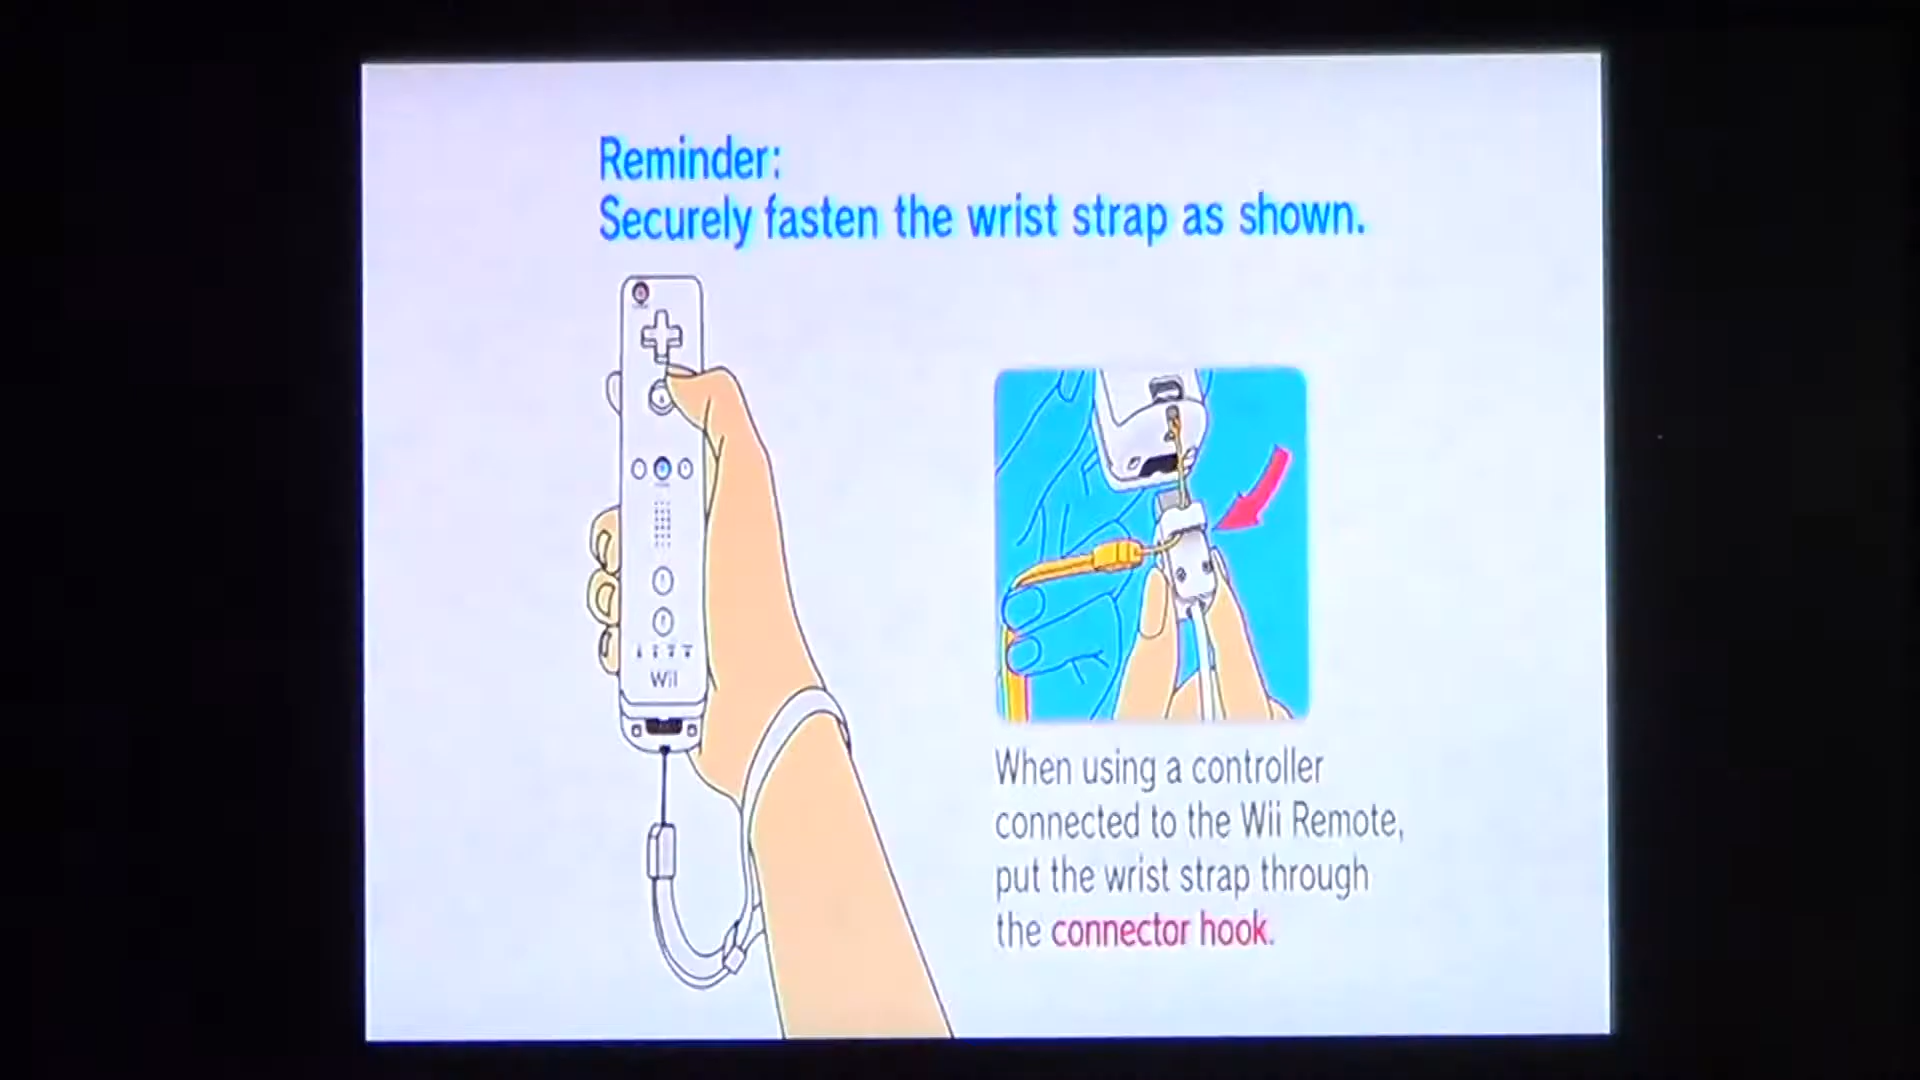 Reminder:
Securely fasten the wrist strap as shown.
Wii
When using a controller
connected to the Wii Remote,
put the wrist strap through
the connector hook.